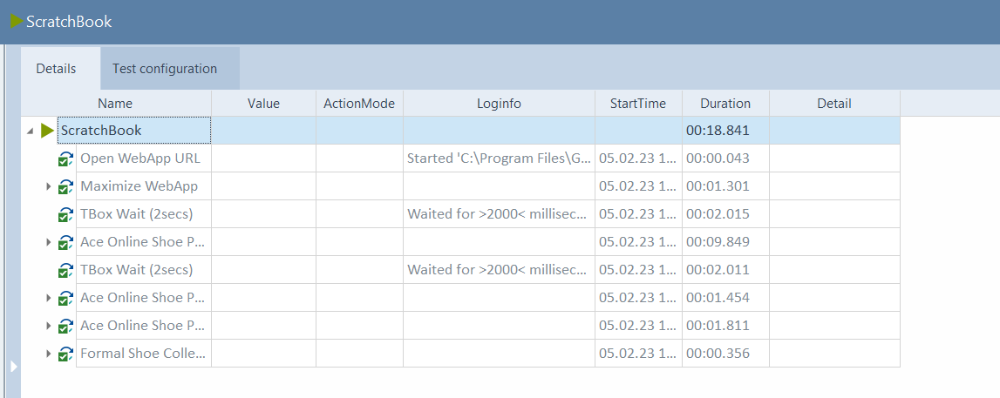 ScratchBook
Details Test configuration
Name Value ActionMode Loginfo StartTime Duration Detail
ScratchBook 00:18.841
Open WebApp URL Started 'C:\Program Files\G... 05.02.23 1... 00:00.043
Maximize WebApp 05.02.23 1... 00:01.301
TBox Wait (2secs) Waited for >2000< millisec... 05.02.23 1... 00:02.015
Ace Online Shoe P... 05.02.23 1... 00:09.849
TBox Wait (2secs) Waited for >2000< millisec... 05.02.23 1... 00:02.011
Ace Online Shoe P... 05.02.23 1... 00:01.454
Ace Online Shoe P... 05.02.23 1... 00:01.811
Formal Shoe Colle... 05.02.23 1... 00:00.356